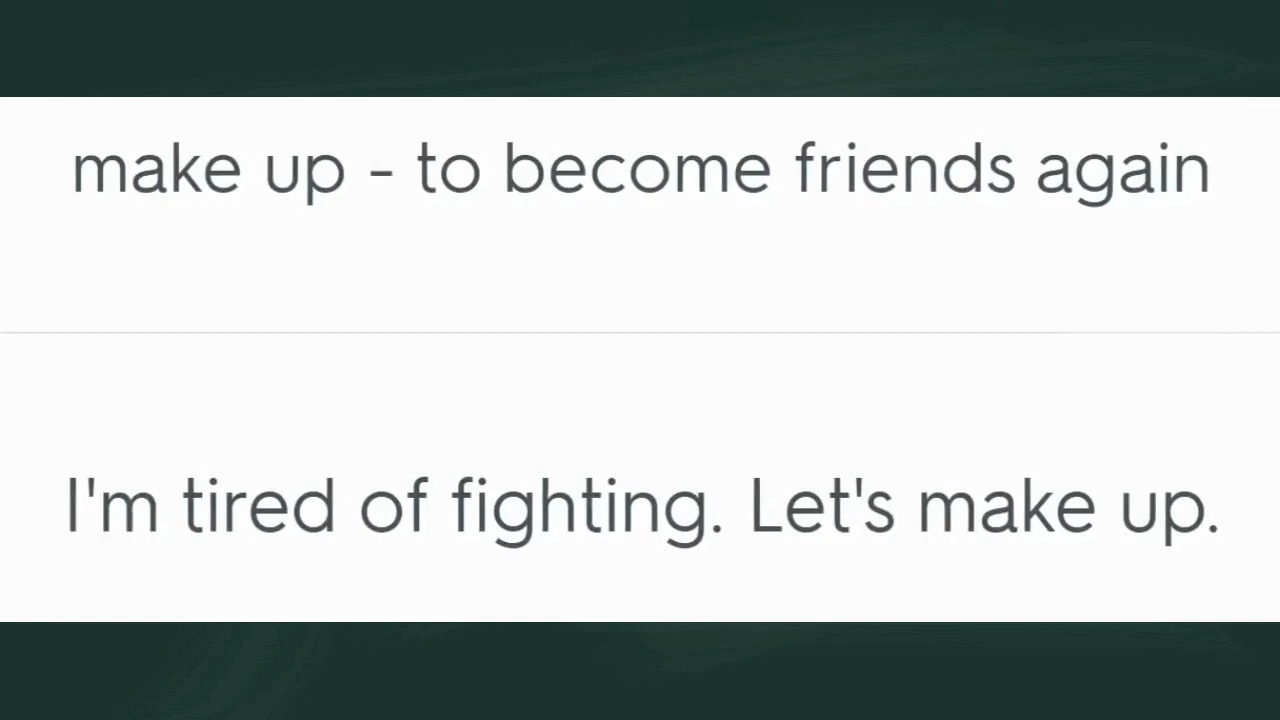 make up - to become friends again
I'm tired of fighting. Let's make up.